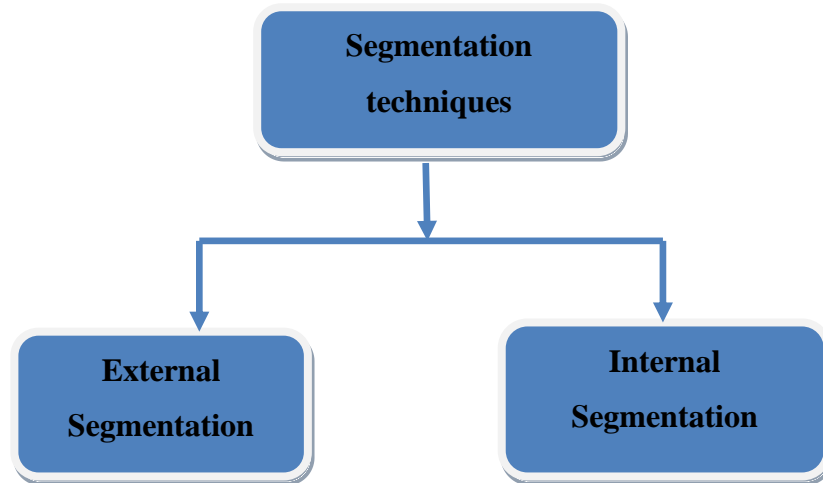 Segmentation
techniques
External
Segmentation
Internal
Segmentation